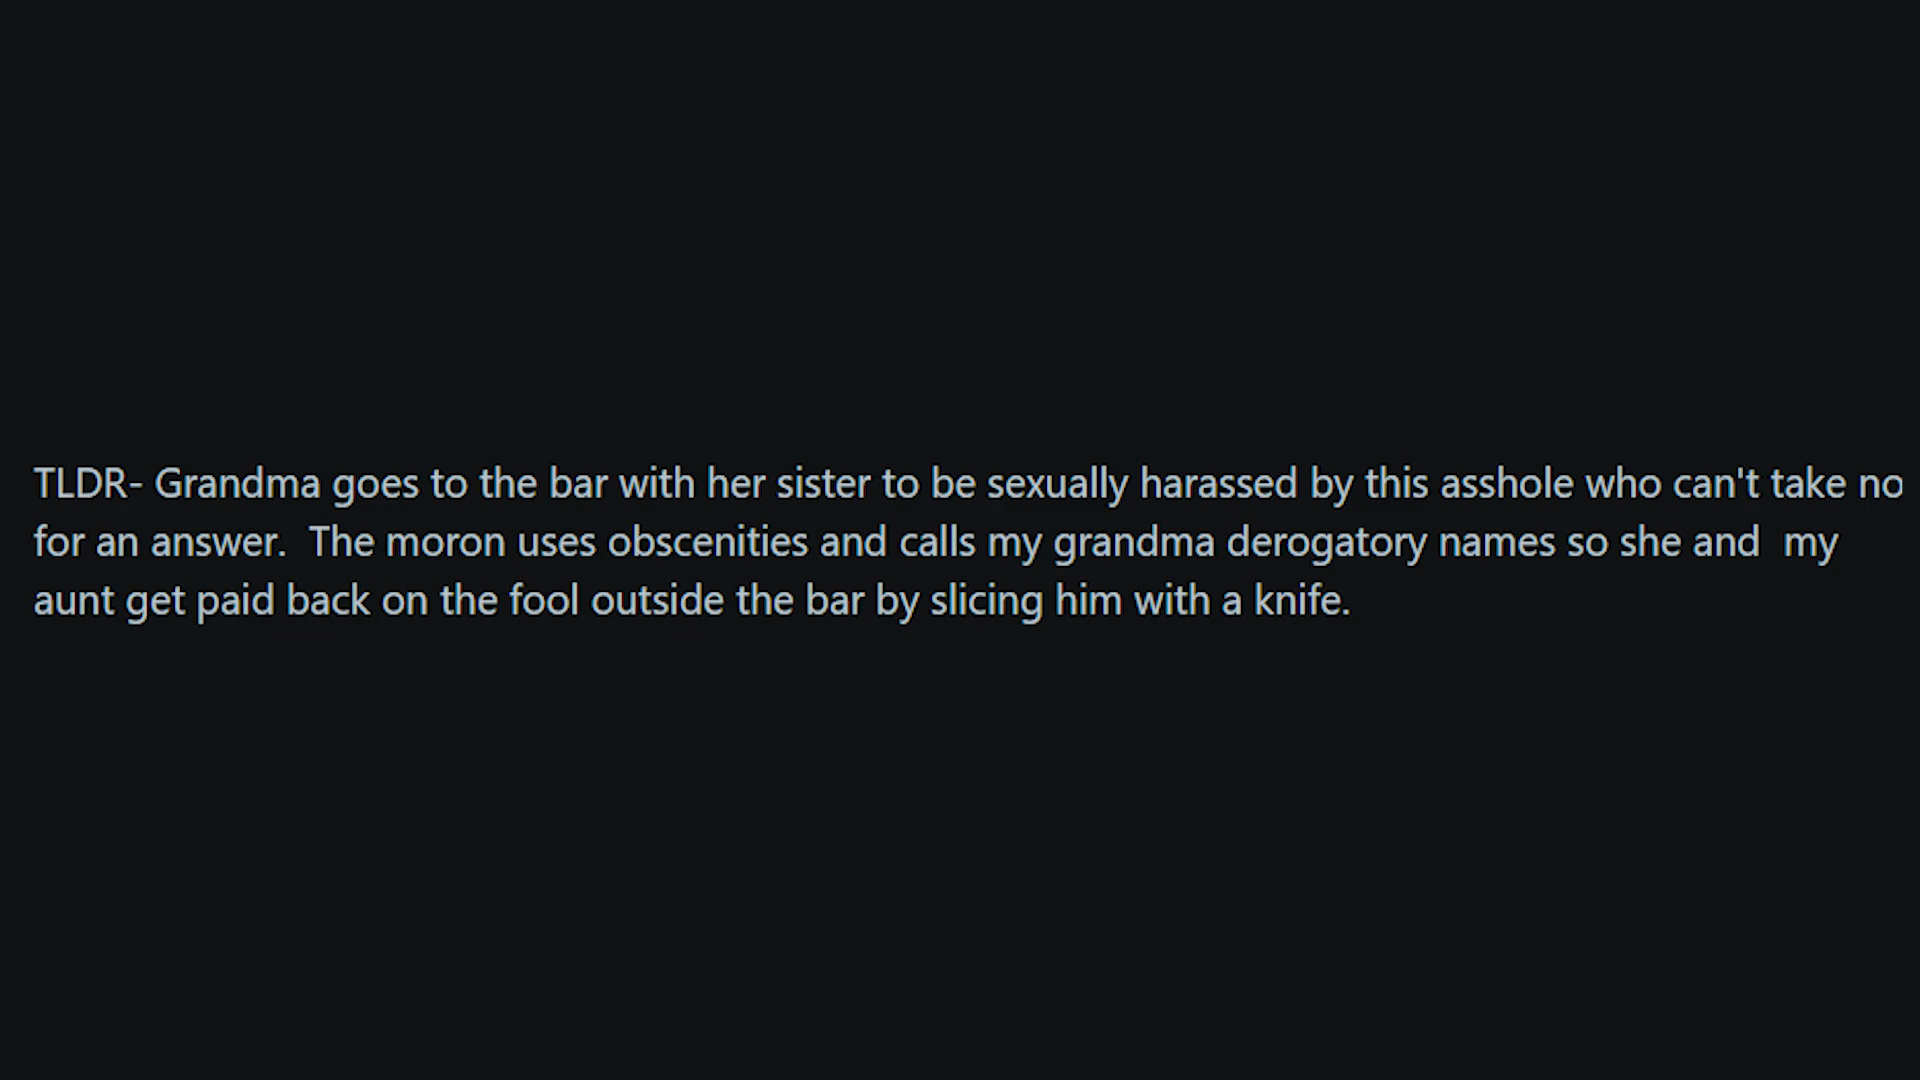 TLDR- Grandma goes to the bar with her sister to be sexually harassed by this asshole who can't take no
for an answer.  The moron uses obscenities and calls my grandma derogatory names so she and  my
aunt get paid back on the fool outside the bar by slicing him with a knife.